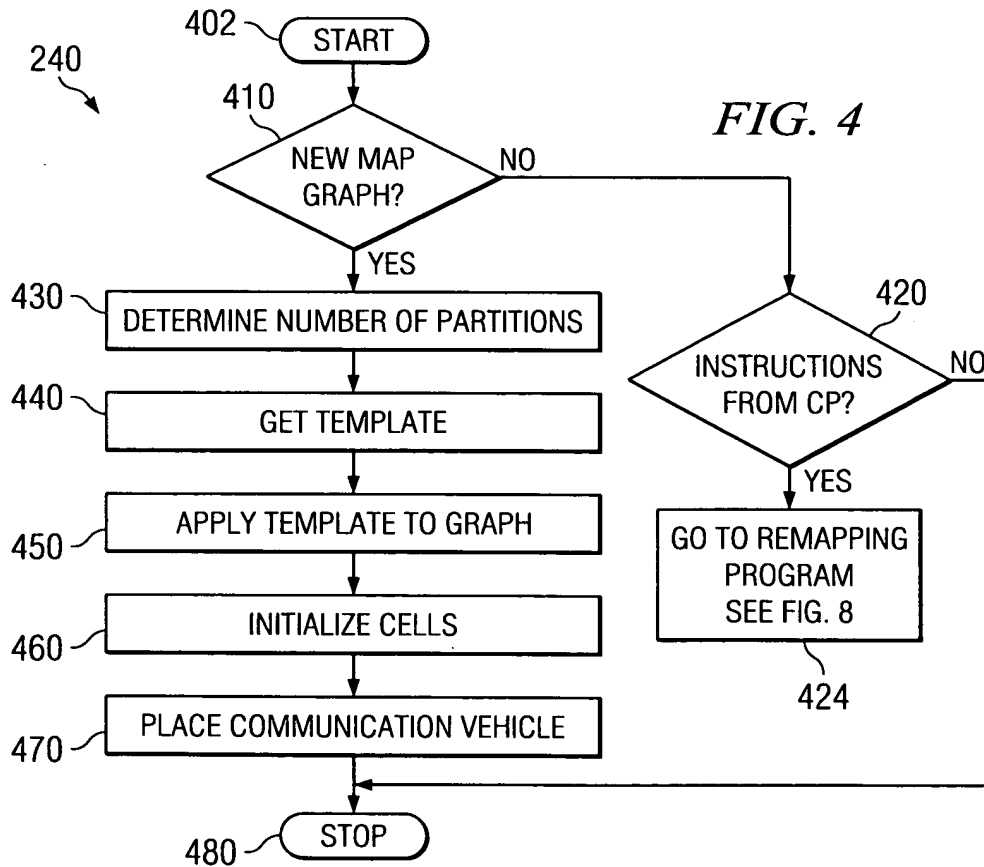 402
START
240
410
FIG. 4
NEW MAP
GRAPH?
NO
YES
430
DETERMINE NUMBER OF PARTITIONS
420
INSTRUCTIONS
FROM CP?
NO
440
GET TEMPLATE
YES
450
APPLY TEMPLATE TO GRAPH
GO TO REMAPPING
PROGRAM
SEE FIG. 8
460
INITIALIZE CELLS
424
470
PLACE COMMUNICATION VEHICLE
480
STOP